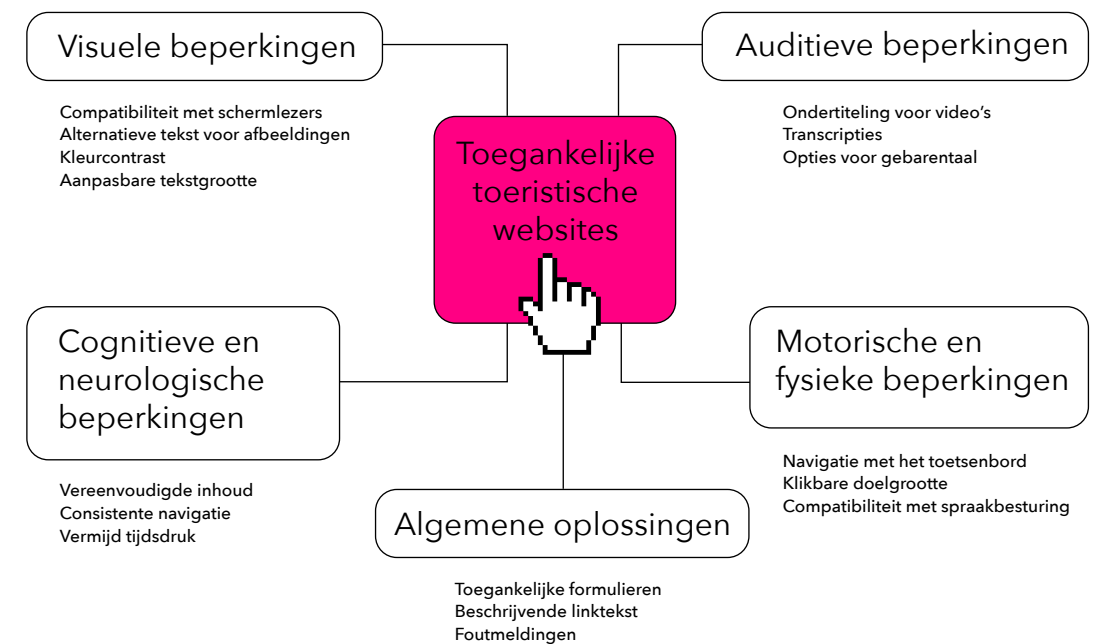 Visuele beperkingen
Compatibiliteit met schermlezers
Alternatieve tekst voor afbeeldingen
Kleurcontrast
Aanpasbare tekstgrootte
Auditieve beperkingen
Ondertiteling voor video’s
Transcripties
Opties voor gebarentaal
Toegankelijke
toeristische
websites
Cognitieve en
neurologische
beperkingen
Vereenvoudigde inhoud
Consistente navigatie
Vermijd tijdsdruk
Motorische en
fysieke beperkingen
Navigatie met het toetsenbord
Klikbare doelgrootte
Compatibiliteit met spraakbesturing
Algemene oplossingen
Toegankelijke formulieren
Beschrijvende linktekst
Foutmeldingen